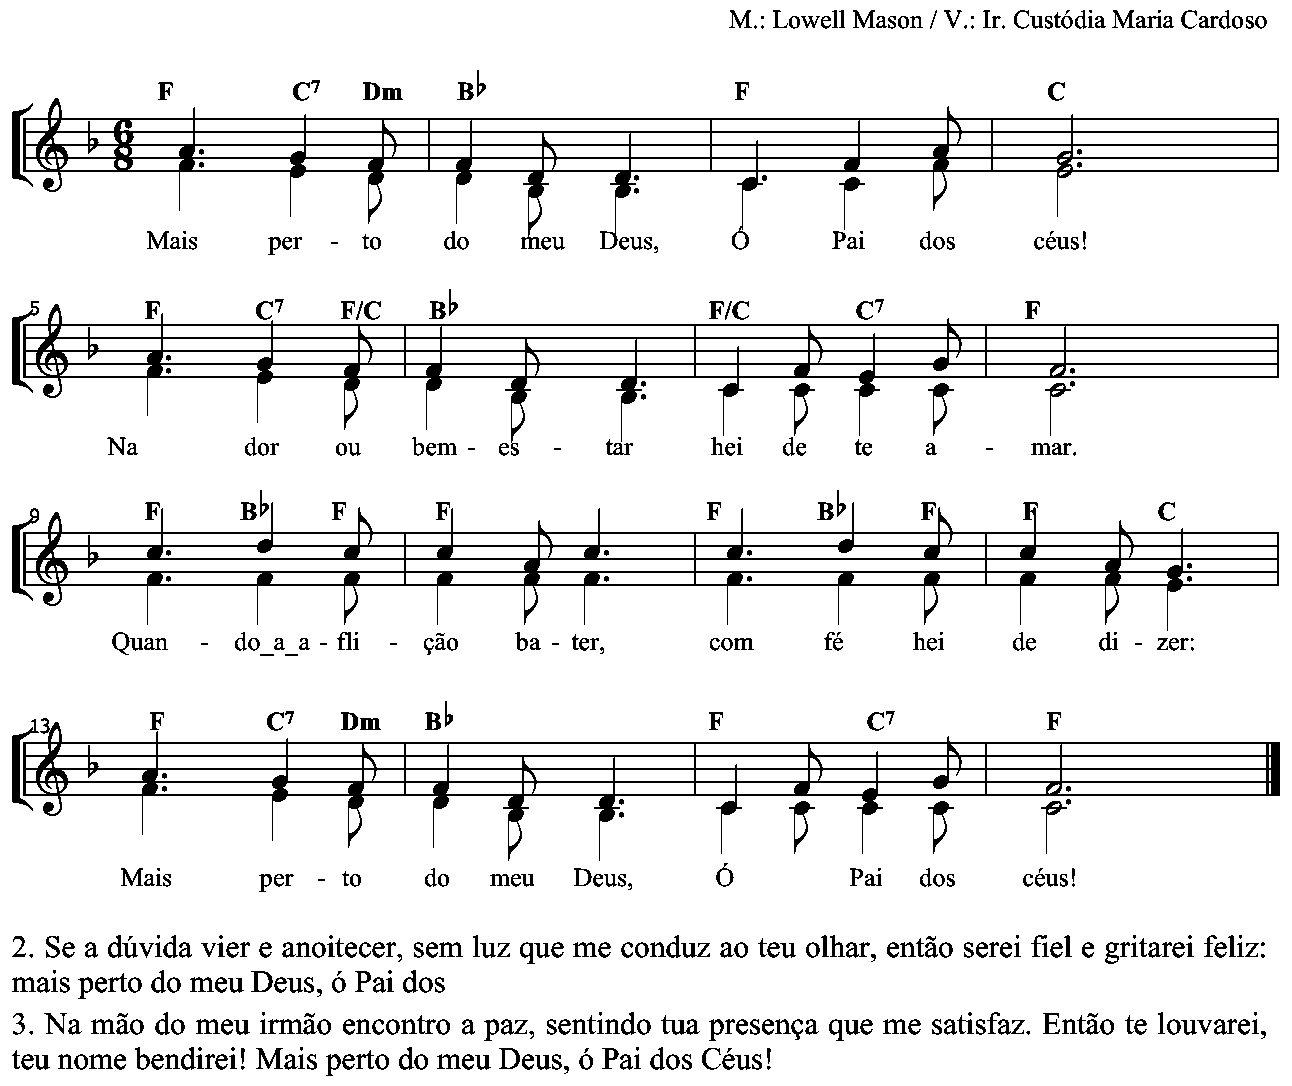 M.: Lowell Mason / V.: Ir. Custódia Maria Cardoso
F C7 Dm B♭ F C
6
8
Mais per - to do meu Deus, Ó Pai dos céus!
5 F C7 F/C B♭ F/C C7 F
Na dor ou bem - es - tar hei de te a - mar.
9 F B♭ F F F B♭ F F C
Quan - do_a_a - fli - ção ba - ter, com fé hei de di - zer:
13 F C7 Dm B♭ F C7 F
Mais per - to do meu Deus, Ó Pai dos céus!
2. Se a dúvida vier e anoitecer, sem luz que me conduz ao teu olhar, então serei fiel e gritarei feliz:
mais perto do meu Deus, ó Pai dos
3. Na mão do meu irmão encontro a paz, sentindo tua presença que me satisfaz. Então te louvarei,
teu nome bendirei! Mais perto do meu Deus, ó Pai dos Céus!